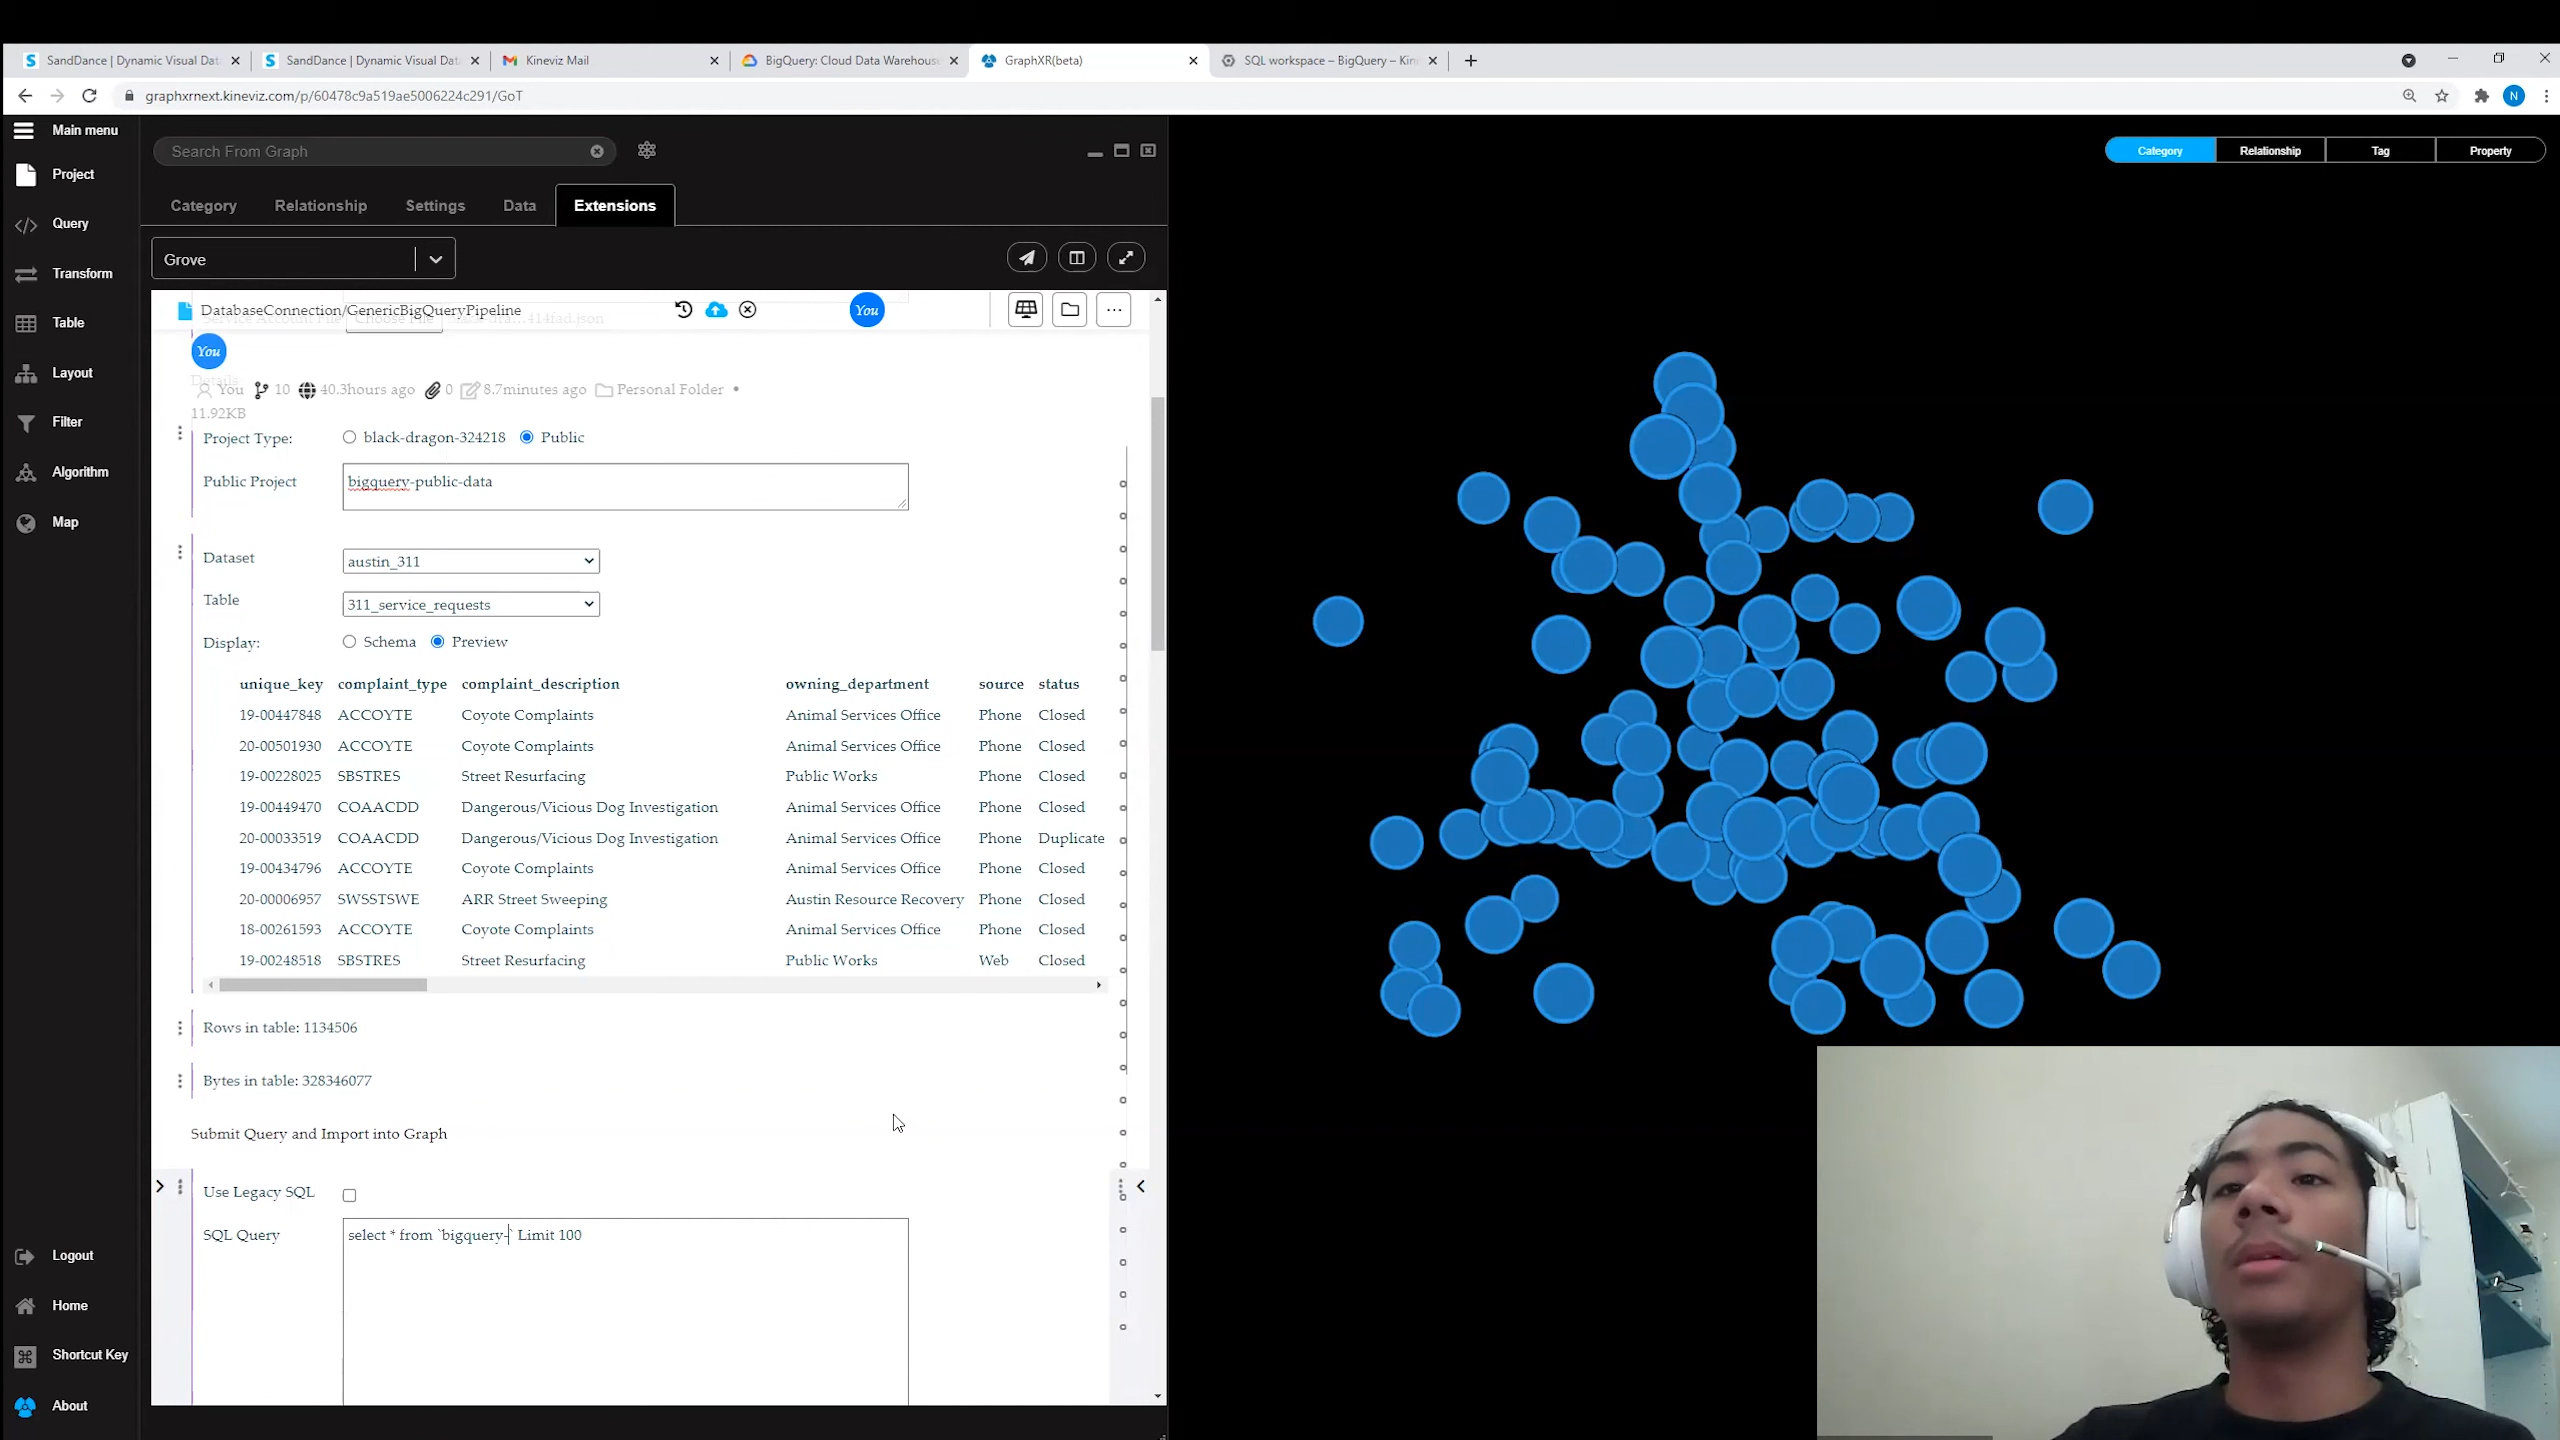 SandDance | Dynamic Visual Dat
SandDance | Dynamic Visual Dat
Kineviz Mail
BigQuery: Cloud Data Warehouse
GraphXR(beta)
SQL workspace – BigQuery – Kin
graphxrnext.kineviz.com/p/60478c9a519ae5006224c291/GoT
N
Main menu
Project
Query
Transform
Table
Layout
Filter
Algorithm
Map
Logout
Home
Shortcut Key
About
Search From Graph
Category Relationship Settings Data Extensions
Grove
DatabaseConnection/GenericBigQueryPipeline
You
Service Account File Choose File black-dra...414fad.json
You
Details
You 10 40.3hours ago 0 8.7minutes ago Personal Folder •
11.92KB
Project Type: black-dragon-324218 Public
Public Project bigquery-public-data
Dataset austin_311
Table 311_service_requests
Display: Schema Preview
unique_key complaint_type complaint_description owning_department source status
19-00447848 ACCOYTE Coyote Complaints Animal Services Office Phone Closed
20-00501930 ACCOYTE Coyote Complaints Animal Services Office Phone Closed
19-00228025 SBSTRES Street Resurfacing Public Works Phone Closed
19-00449470 COAACDD Dangerous/Vicious Dog Investigation Animal Services Office Phone Closed
20-00033519 COAACDD Dangerous/Vicious Dog Investigation Animal Services Office Phone Duplicate
19-00434796 ACCOYTE Coyote Complaints Animal Services Office Phone Closed
20-00006957 SWSSTSWE ARR Street Sweeping Austin Resource Recovery Phone Closed
18-00261593 ACCOYTE Coyote Complaints Animal Services Office Phone Closed
19-00248518 SBSTRES Street Resurfacing Public Works Web Closed
Rows in table: 1134506
Bytes in table: 328346077
Submit Query and Import into Graph
Use Legacy SQL
SQL Query select * from `bigquery-` Limit 100
Category Relationship Tag Property